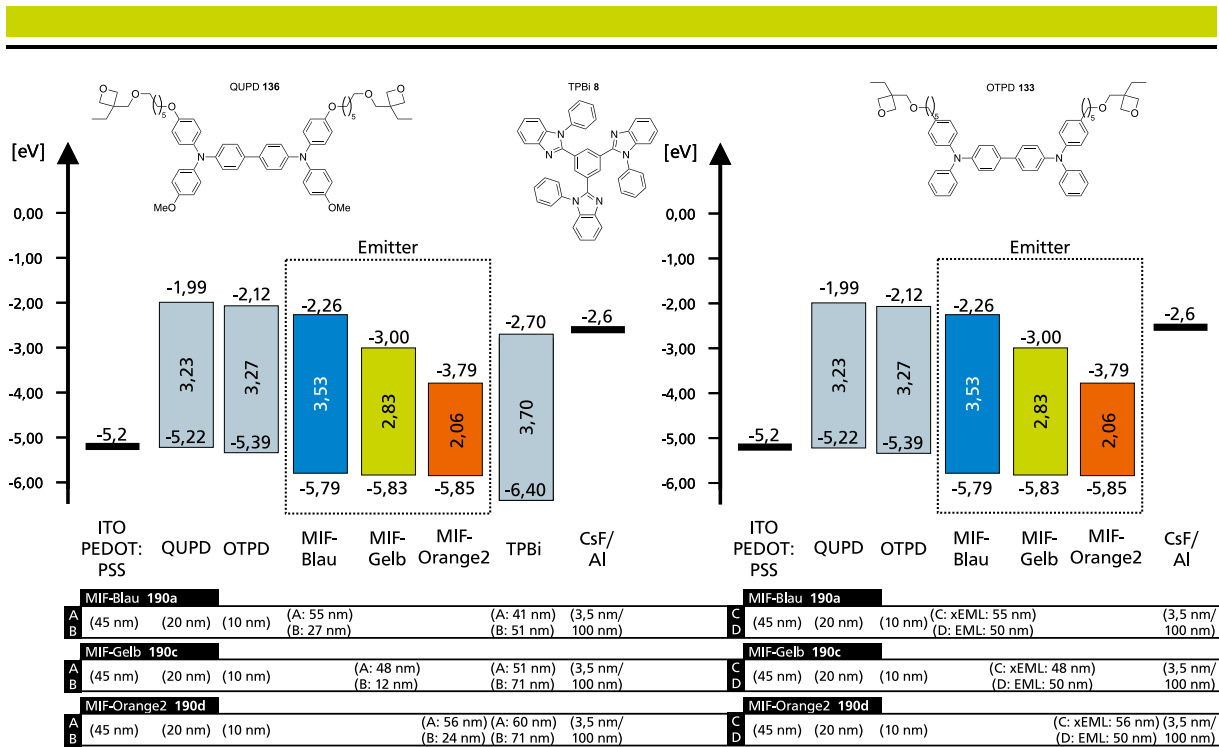 QUPD 136
TPBi 8
OTPD 133
O
O
O
O
O
O
N
N
OMe
MeO
5
5
N
N
N
N
N
N
O
O
O
O
N
N
5
5
[eV]
0,00
-1,00
-2,00
-3,00
-4,00
-5,00
-6,00
Emitter
-1,99
-2,12
-2,26
-3,00
-3,79
-2,70
-2,6
3,23
3,27
3,53
2,83
2,06
3,70
-5,2
-5,22
-5,39
-5,79
-5,83
-5,85
-6,40
ITO
PEDOT:
PSS
QUPD
OTPD
MIF-
Blau
MIF-
Gelb
MIF-
Orange2
TPBi
CsF/
Al
MIF-Blau 190a
A
B
(45 nm) (20 nm) (10 nm)
(A: 55 nm)
(B: 27 nm)
(A: 41 nm)
(B: 51 nm)
(3,5 nm/
100 nm)
MIF-Gelb 190c
A
B
(45 nm) (20 nm) (10 nm)
(A: 48 nm)
(B: 12 nm)
(A: 51 nm)
(B: 71 nm)
(3,5 nm/
100 nm)
MIF-Orange2 190d
A
B
(45 nm) (20 nm) (10 nm)
(A: 56 nm)
(B: 24 nm)
(A: 60 nm)
(B: 71 nm)
(3,5 nm/
100 nm)
[eV]
0,00
-1,00
-2,00
-3,00
-4,00
-5,00
-6,00
Emitter
-1,99
-2,12
-2,26
-3,00
-3,79
-2,6
3,23
3,27
3,53
2,83
2,06
-5,2
-5,22
-5,39
-5,79
-5,83
-5,85
ITO
PEDOT:
PSS
QUPD
OTPD
MIF-
Blau
MIF-
Gelb
MIF-
Orange2
CsF/
Al
MIF-Blau 190a
C
D
(45 nm) (20 nm) (10 nm)
(C: xEML: 55 nm)
(D: EML: 50 nm)
(3,5 nm/
100 nm)
MIF-Gelb 190c
C
D
(45 nm) (20 nm) (10 nm)
(C: xEML: 48 nm)
(D: EML: 50 nm)
(3,5 nm/
100 nm)
MIF-Orange2 190d
C
D
(45 nm) (20 nm) (10 nm)
(C: xEML: 56 nm)
(D: EML: 50 nm)
(3,5 nm/
100 nm)